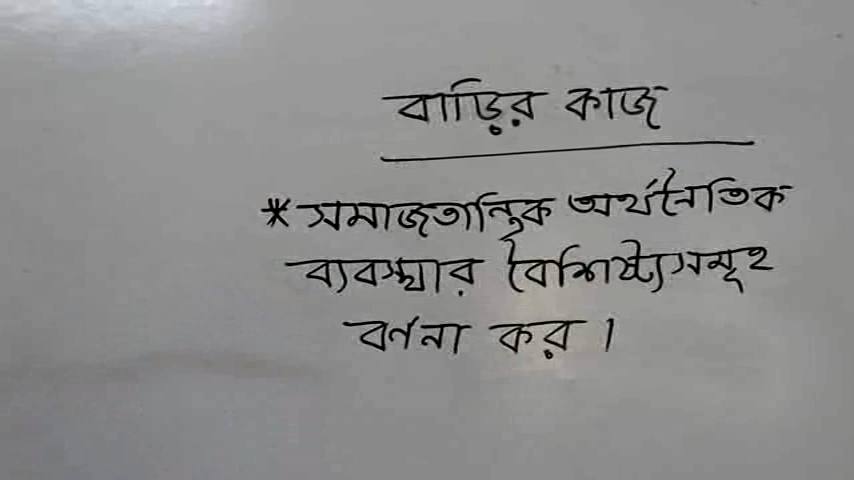 বাড়ির কাজ
* সমাজতান্ত্রিক অর্থনৈতিক
ব্যবস্থার বৈশিষ্ট্যসমূহ
বর্ণনা কর।